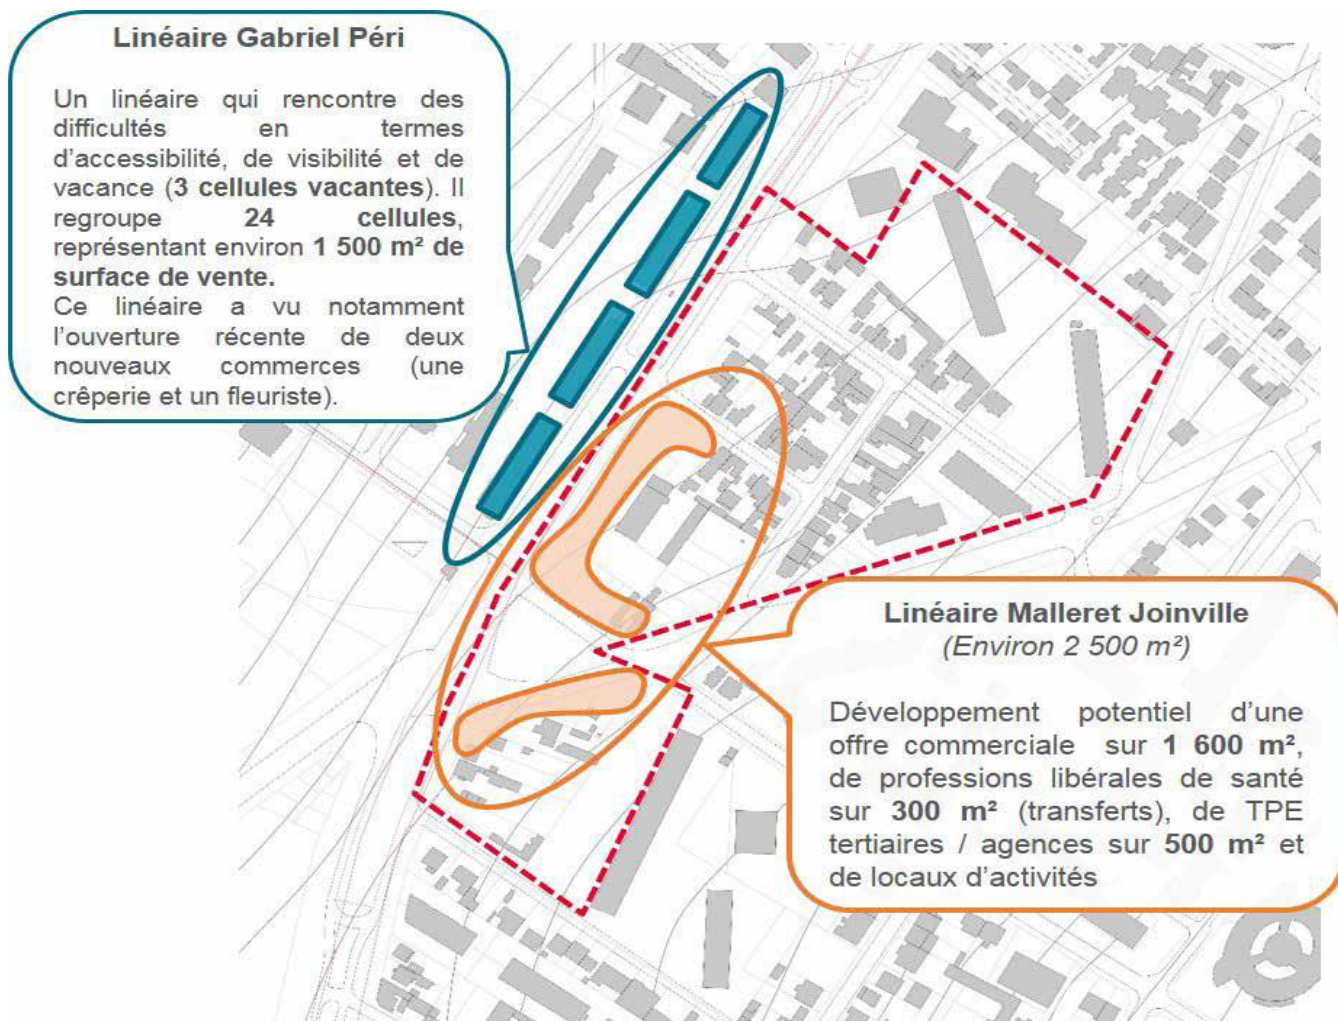 Linéaire Gabriel Péri
Un linéaire qui rencontre des
difficultés en termes
d’accessibilité, de visibilité et de
vacance (3 cellules vacantes). Il
regroupe 24 cellules,
représentant environ 1 500 m² de
surface de vente.
Ce linéaire a vu notamment
l’ouverture récente de deux
nouveaux commerces (une
crêperie et un fleuriste).
Linéaire Malleret Joinville
(Environ 2 500 m²)
Développement potentiel d’une
offre commerciale sur 1 600 m²,
de professions libérales de santé
sur 300 m² (transferts), de TPE
tertiaires / agences sur 500 m² et
de locaux d’activités